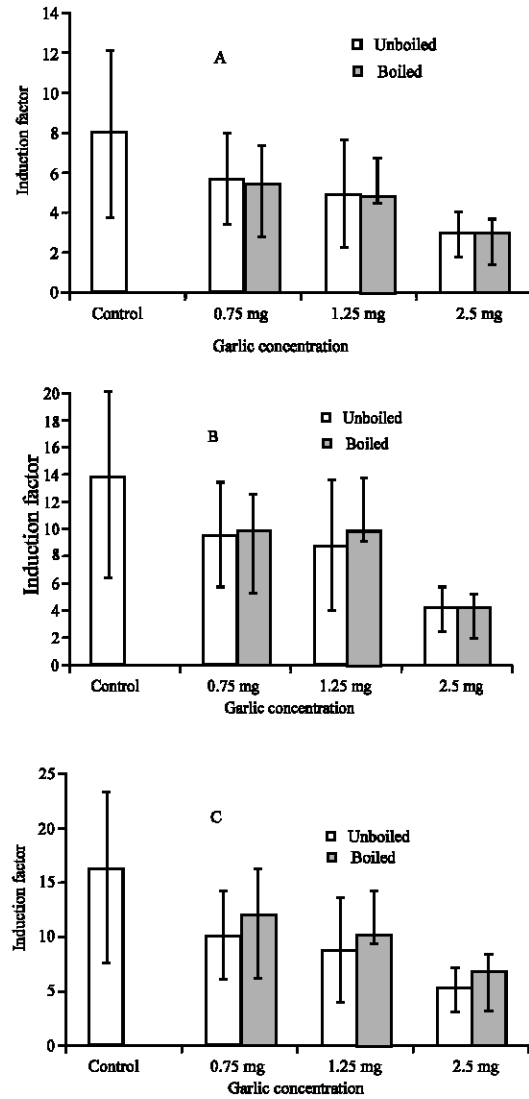 14
12
10
8
6
4
2
0
Induction factor
A
Unboiled
Boiled
Control
0.75 mg
1.25 mg
2.5 mg
Garlic concentration
20
18
16
14
12
10
8
6
4
2
0
Induction factor
B
Unboiled
Boiled
Control
0.75 mg
1.25 mg
2.5 mg
Garlic concentration
25
20
15
10
5
0
Induction factor
C
Unboiled
Boiled
Control
0.75 mg
1.25 mg
2.5 mg
Garlic concentration